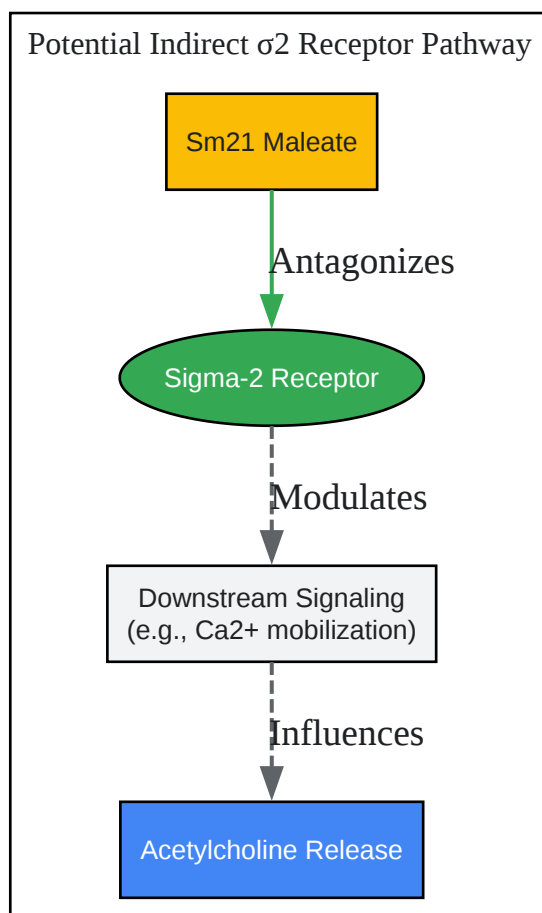 Potential Indirect σ2 Receptor Pathway
Sm21 Maleate
Antagonizes
Sigma-2 Receptor
Modulates
Downstream Signaling
(e.g., Ca2+ mobilization)
Influences
Acetylcholine Release